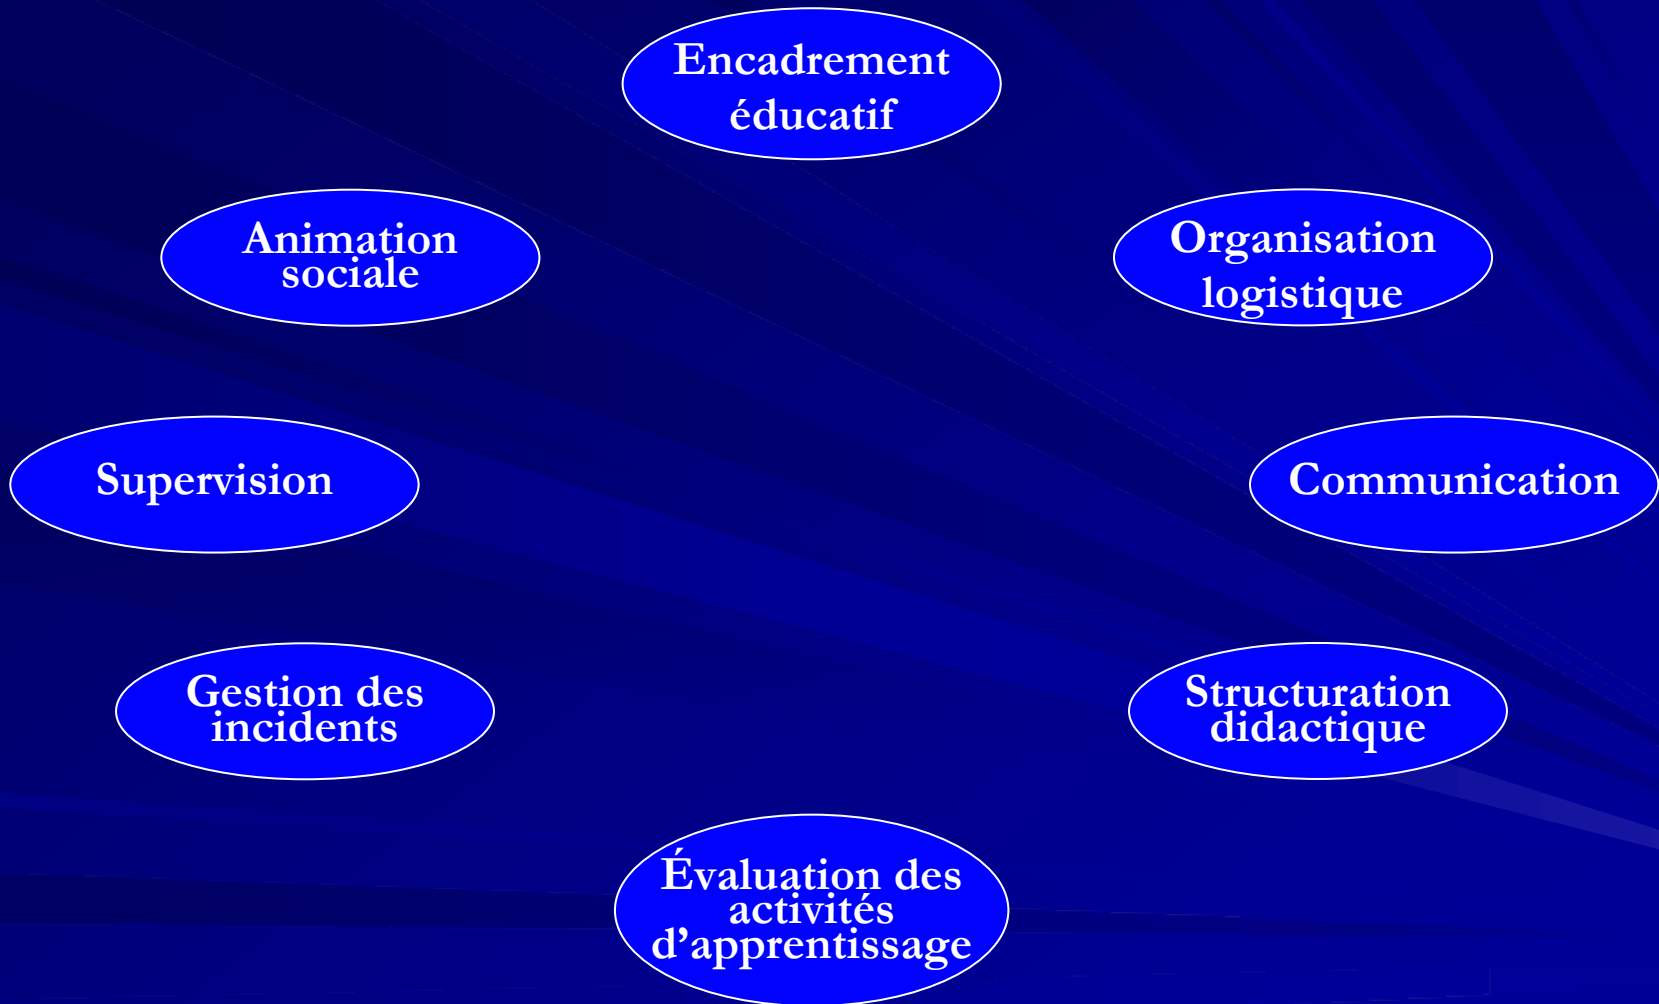 Encadrement
éducatif
Animation
sociale
Organisation
logistique
Supervision
Communication
Gestion des
incidents
Structuration
didactique
Évaluation des
activités
d’apprentissage